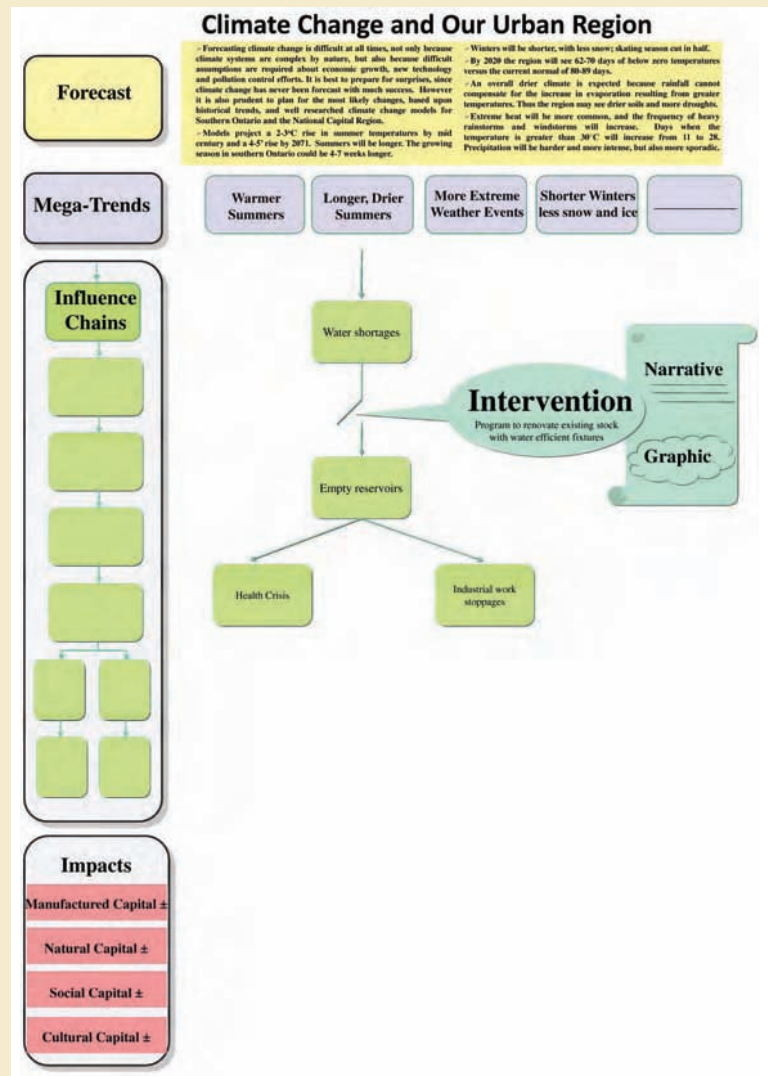 Climate Change and Our Urban Region
Forecast
- Forecasting climate change is difficult at all times, not only because
climate systems are complex by nature, but also because difficult
assumptions are required about economic growth, new technology
and pollution control efforts. It is best to prepare for surprises, since
climate change has never been forecast with much success. However
it is also prudent to plan for the most likely changes, based upon
historical trends, and well researched climate change models for
Southern Ontario and the National Capital Region.
- Models project a 2-3°C rise in summer temperatures by mid
century and a 4-5° rise by 2071. Summers will be longer. The growing
season in southern Ontario could be 4-7 weeks longer.
- Winters will be shorter, with less snow; skating season cut in half.
- By 2020 the region will see 62-70 days of below zero temperatures
versus the current normal of 80-89 days.
- An overall drier climate is expected because rainfall cannot
compensate for the increase in evaporation resulting from greater
temperatures. Thus the region may see drier soils and more droughts.
- Extreme heat will be more common, and the frequency of heavy
rainstorms and windstorms will increase. Days when the
temperature is greater than 30°C will increase from 11 to 28.
Precipitation will be harder and more intense, but also more sporadic.
Mega-Trends
Warmer
Summers
Longer, Drier
Summers
More Extreme
Weather Events
Shorter Winters
less snow and ice
Influence
Chains
Water shortages
Intervention
Program to renovate existing stock
with water efficient fixtures
Narrative
Graphic
Empty reservoirs
Health Crisis
Industrial work
stoppages
Impacts
Manufactured Capital ±
Natural Capital ±
Social Capital ±
Cultural Capital ±